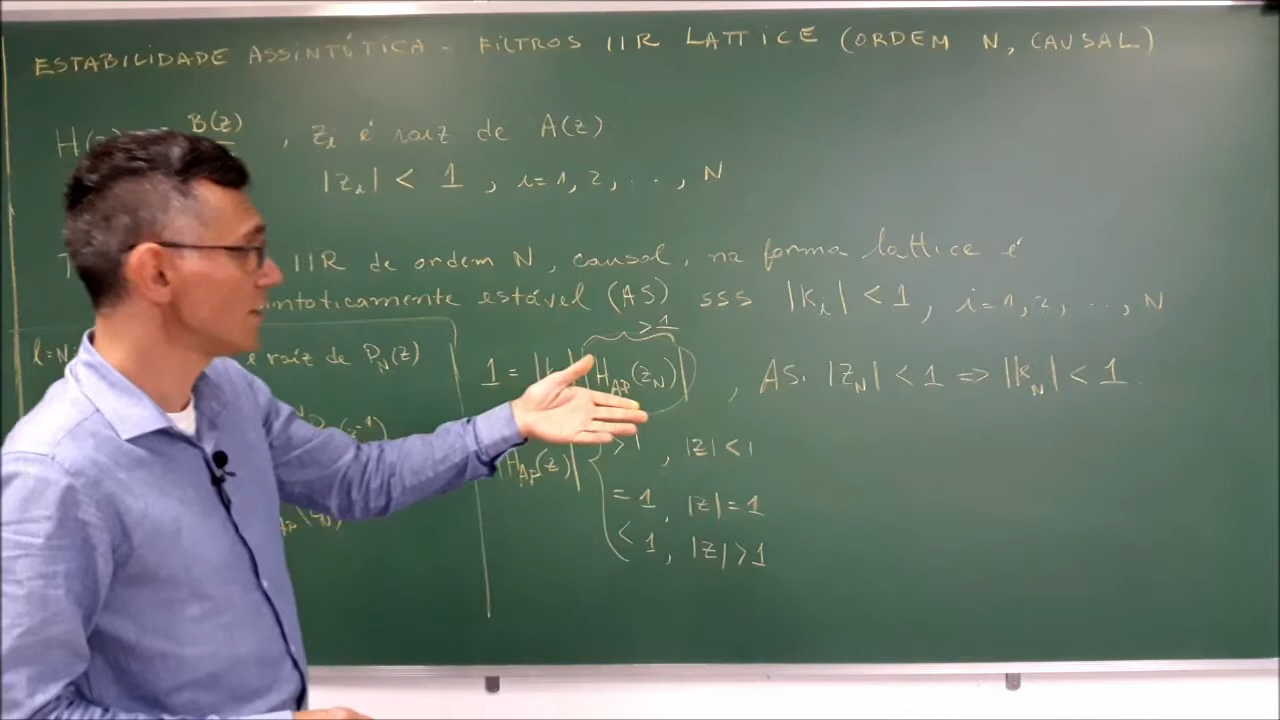 ESTABILIDADE ASSINTÓTICA - FILTROS IIR LATTICE (ORDEM N, CAUSAL)
H(z) = B(z) , z_i é raiz de A(z)
|z_i| < 1 , i=1, 2, ..., N
IIR de ordem N, causal, na forma lattice é
estável (AS) sss |K_i| < 1 , i=1, 2, ..., N
é raiz de D_N(z)
>1
1 = |H_AP(z_N)| , AS. |z_N| < 1 ⇒ |K_N| < 1
|H_AP(z)| { >1 , |z| < 1
= 1 , |z| = 1
< 1 , |z| > 1